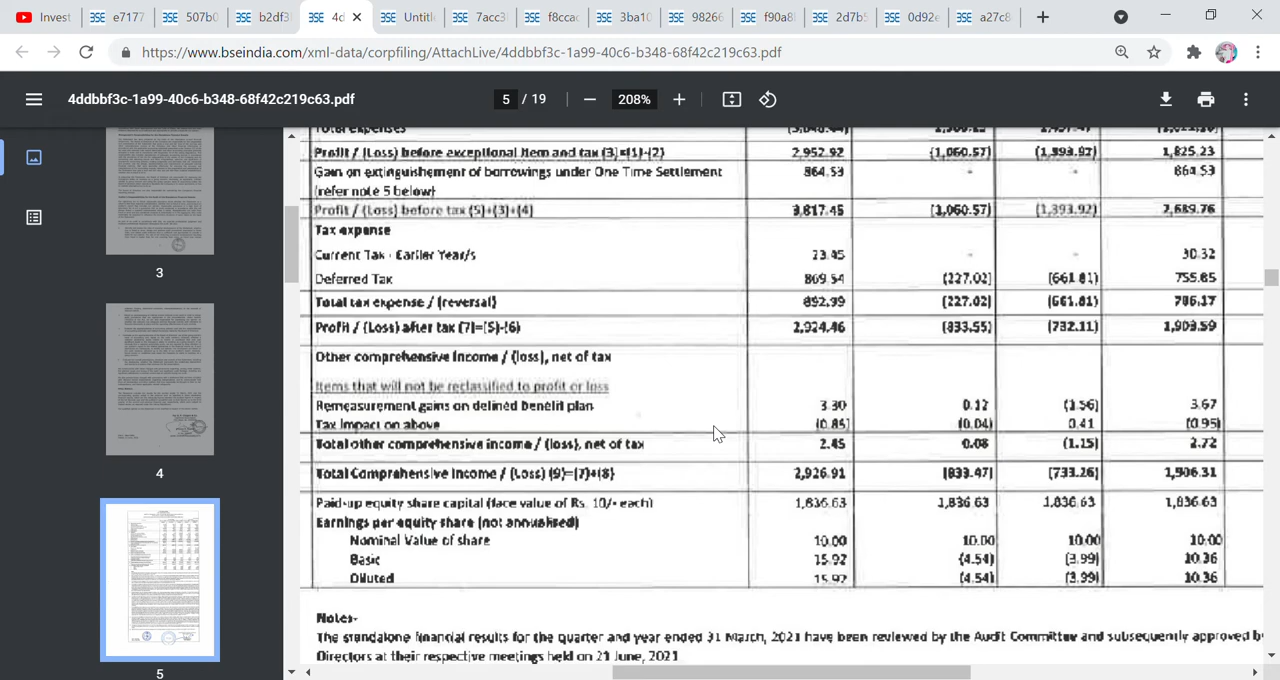 Invest
e7177
507b0
b2df3
4d
Untitl
7acc3
f8ccac
3ba10
98266
f90a8
2d7b5
0d92e
a27c8
https://www.bseindia.com/xml-data/corpfiling/AttachLive/4ddbbf3c-1a99-40c6-b348-68f42c219c63.pdf
4ddbbf3c-1a99-40c6-b348-68f42c219c63.pdf
5 / 19
208%
3
4
5
Total expenses
Profit / (Loss) before exceptional item and tax (3)=(1)-(2) 2,952.92 (1,060.57) 1,825.23
Gain on extinguishement of borrowings under One Time Settlement 864.53 - - 864.53
(refer note 5 below)
Profit / (Loss) before tax (5)=(3)+(4) 3,817.45 (1,060.57) (1,393.92) 2,689.76
Tax expense
Current Tax - Earlier Year/s 23.45 - - 30.32
Deferred Tax 869.54 (227.02) (661.81) 755.85
Total tax expense / (reversal) 892.99 (227.02) (661.81) 786.17
Profit / (Loss) after tax (7)=(5)-(6) 2,924.46 (833.55) (732.11) 1,903.59
Other comprehensive Income / (loss), net of tax
Items that will not be reclassified to profit or loss
Remeasurement gains on defined benefit plan 3.30 0.12 (1.56) 3.67
Tax Impact on above (0.85) (0.04) 0.41 (0.95)
Total other comprehensive income / (loss), net of tax 2.45 0.08 (1.15) 2.72
Total Comprehensive Income / (Loss) (9)=(7)+(8) 2,926.91 (833.47) (733.26) 1,906.31
Paid-up equity share capital (face value of Rs. 10/- each) 1,836.63 1,836.63 1,836.63 1,836.63
Earnings per equity share (not annualised)
Nominal Value of share 10.00 10.00 10.00 10.00
Basic 15.92 (4.54) (3.99) 10.36
Diluted 15.92 (4.54) (3.99) 10.36
Notes-
The standalone financial results for the quarter and year ended 31 March, 2021 have been reviewed by the Audit Committee and subsequently approved b
Directors at their respective meetings held on 21 June, 2021